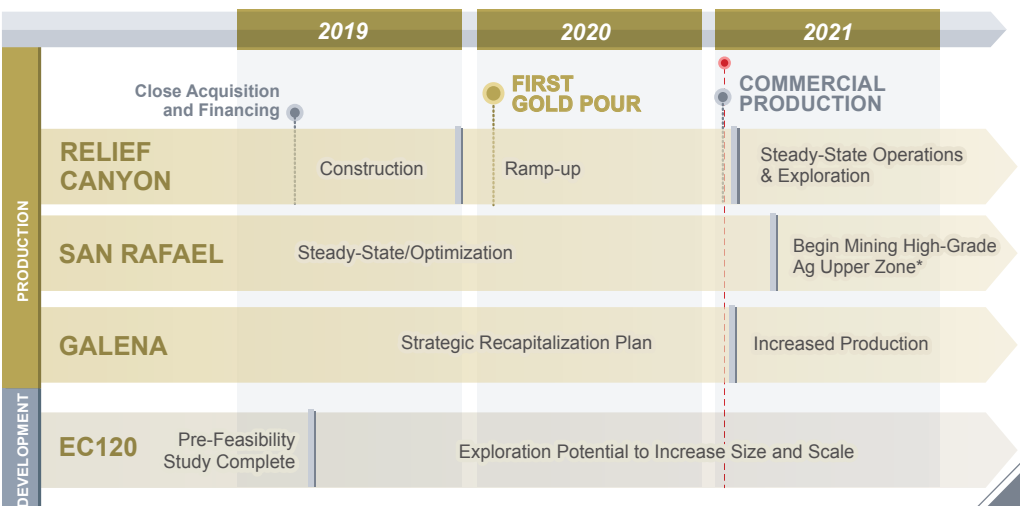 2019
2020
2021
Close Acquisition
and Financing
FIRST
GOLD POUR
COMMERCIAL
PRODUCTION
PRODUCTION
RELIEF
CANYON
Construction
Ramp-up
Steady-State Operations
& Exploration
SAN RAFAEL
Steady-State/Optimization
Begin Mining High-Grade
Ag Upper Zone*
GALENA
Strategic Recapitalization Plan
Increased Production
DEVELOPMENT
EC120
Pre-Feasibility
Study Complete
Exploration Potential to Increase Size and Scale